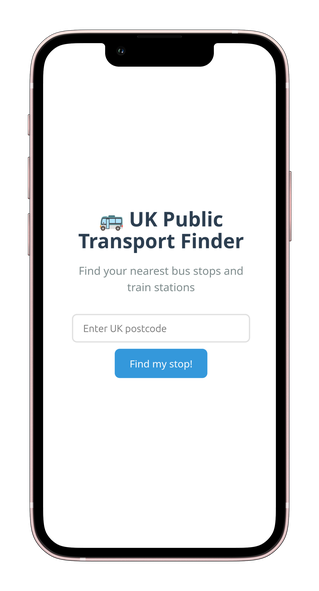 🚌 UK Public
Transport Finder
Find your nearest bus stops and
train stations
Enter UK postcode
Find my stop!